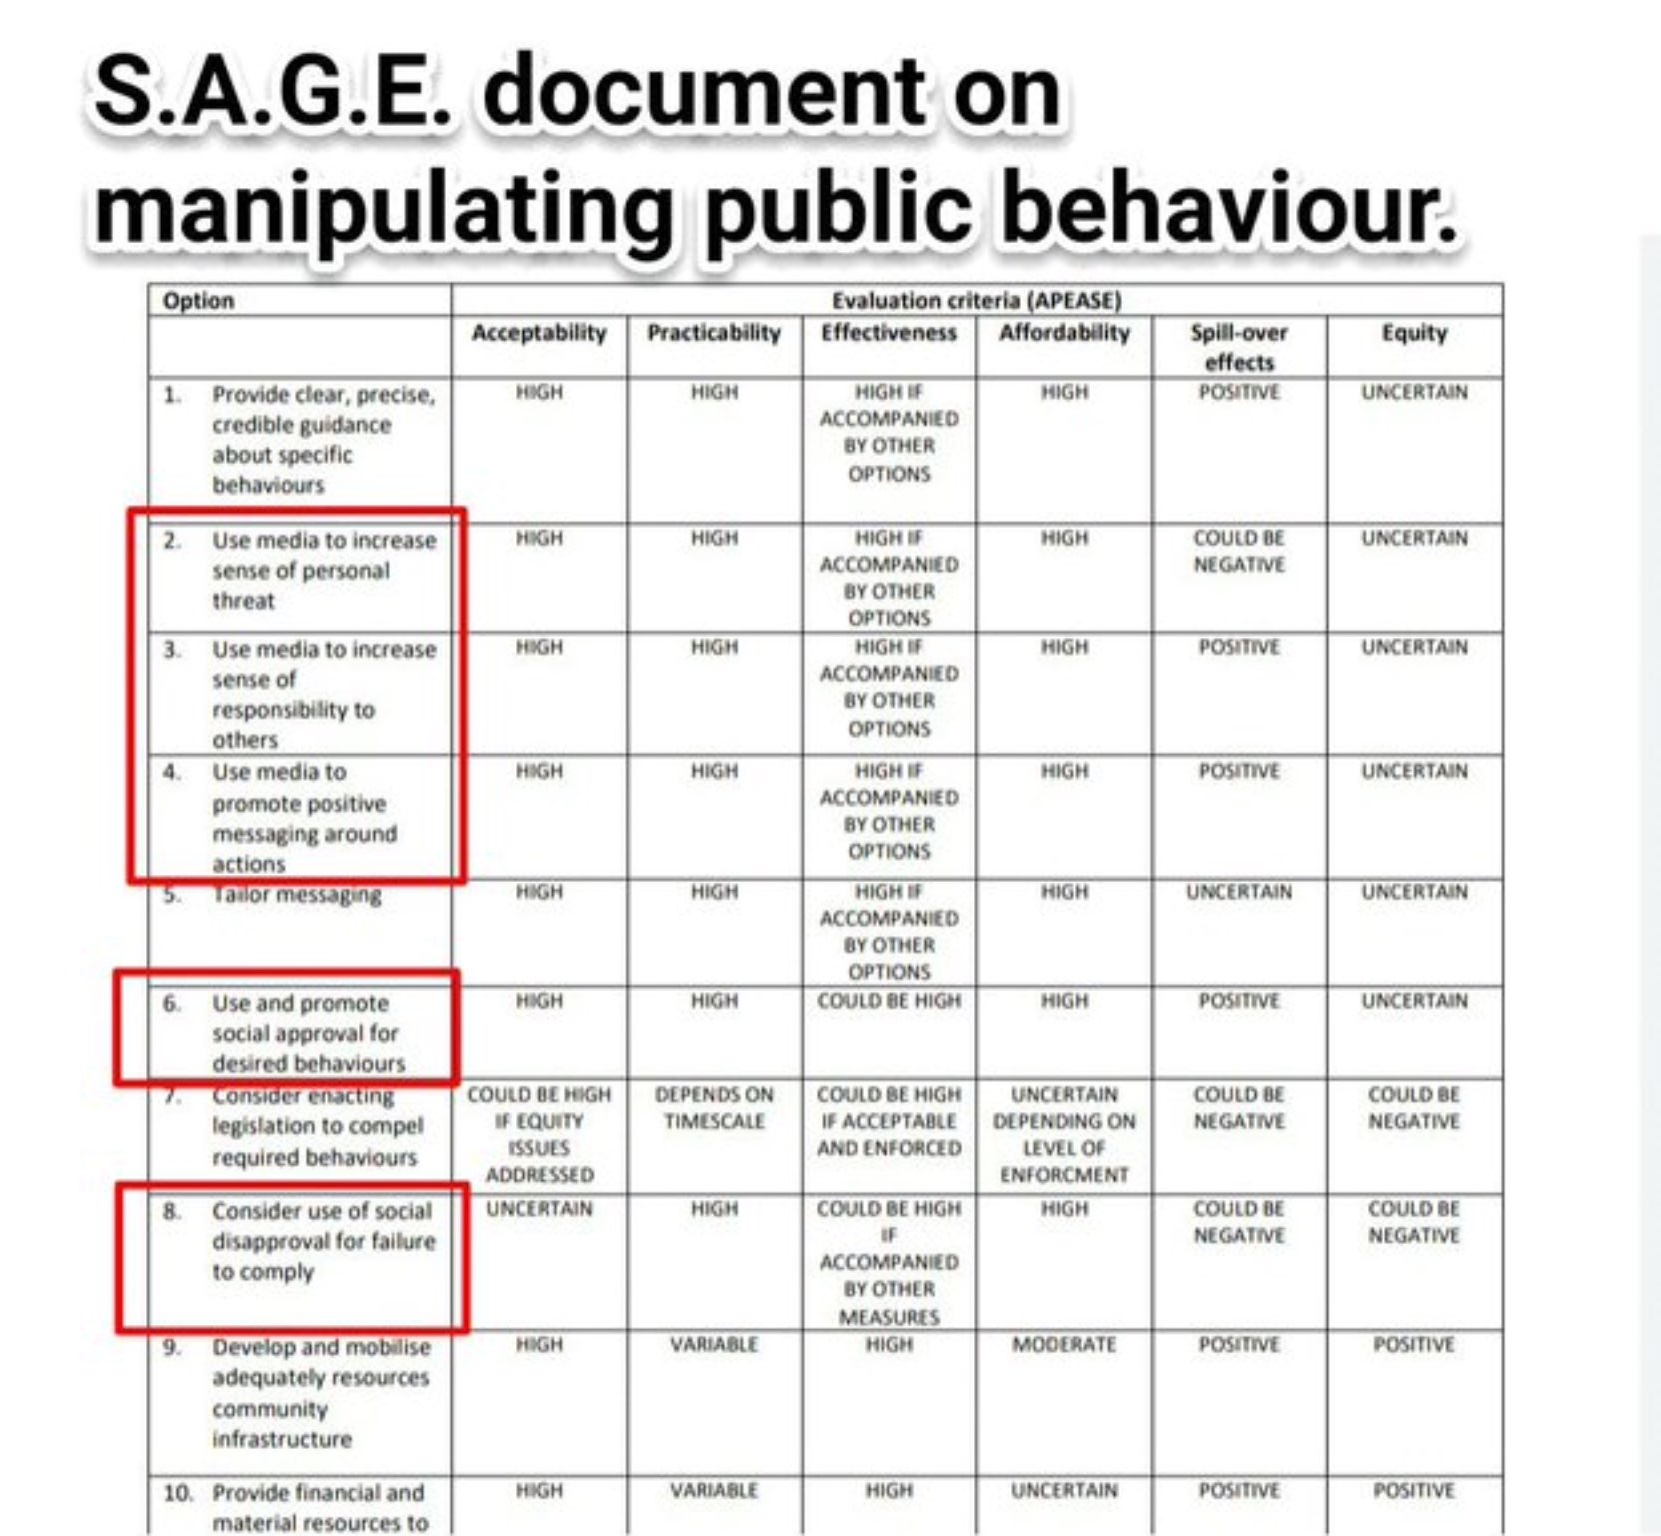 S.A.G.E. document on
manipulating public behaviour.
Option
Evaluation criteria (APEASE)
Acceptability
Practicability
Effectiveness
Affordability
Spill-over
effects
Equity
1. Provide clear, precise,
credible guidance
about specific
behaviours
HIGH
HIGH
HIGH IF
ACCOMPANIED
BY OTHER
OPTIONS
HIGH
POSITIVE
UNCERTAIN
2. Use media to increase
sense of personal
threat
HIGH
HIGH
HIGH IF
ACCOMPANIED
BY OTHER
OPTIONS
HIGH
COULD BE
NEGATIVE
UNCERTAIN
3. Use media to increase
sense of
responsibility to
others
HIGH
HIGH
HIGH IF
ACCOMPANIED
BY OTHER
OPTIONS
HIGH
POSITIVE
UNCERTAIN
4. Use media to
promote positive
messaging around
actions
HIGH
HIGH
HIGH IF
ACCOMPANIED
BY OTHER
OPTIONS
HIGH
POSITIVE
UNCERTAIN
5. Tailor messaging
HIGH
HIGH
HIGH IF
ACCOMPANIED
BY OTHER
OPTIONS
HIGH
UNCERTAIN
UNCERTAIN
6. Use and promote
social approval for
desired behaviours
HIGH
HIGH
COULD BE HIGH
HIGH
POSITIVE
UNCERTAIN
7. Consider enacting
legislation to compel
required behaviours
COULD BE HIGH
IF EQUITY
ISSUES
ADDRESSED
DEPENDS ON
TIMESCALE
COULD BE HIGH
IF ACCEPTABLE
AND ENFORCED
UNCERTAIN
DEPENDING ON
LEVEL OF
ENFORCMENT
COULD BE
NEGATIVE
COULD BE
NEGATIVE
8. Consider use of social
disapproval for failure
to comply
UNCERTAIN
HIGH
COULD BE HIGH
IF
ACCOMPANIED
BY OTHER
MEASURES
HIGH
COULD BE
NEGATIVE
COULD BE
NEGATIVE
9. Develop and mobilise
adequately resources
community
infrastructure
HIGH
VARIABLE
HIGH
MODERATE
POSITIVE
POSITIVE
10. Provide financial and
material resources to
HIGH
VARIABLE
HIGH
UNCERTAIN
POSITIVE
POSITIVE